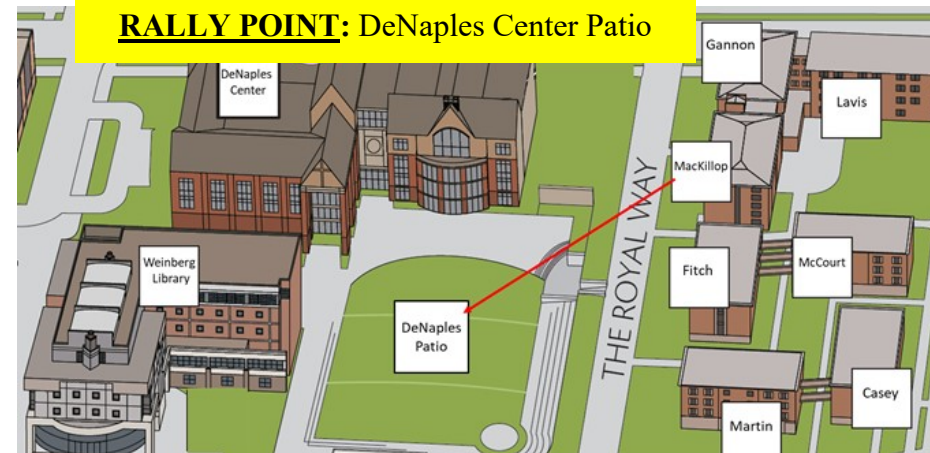 RALLY POINT: DeNaples Center Patio
DeNaples
Center
Gannon
Lavis
MacKillop
THE ROYAL WAY
Weinberg
Library
Fitch
McCourt
DeNaples
Patio
Casey
Martin